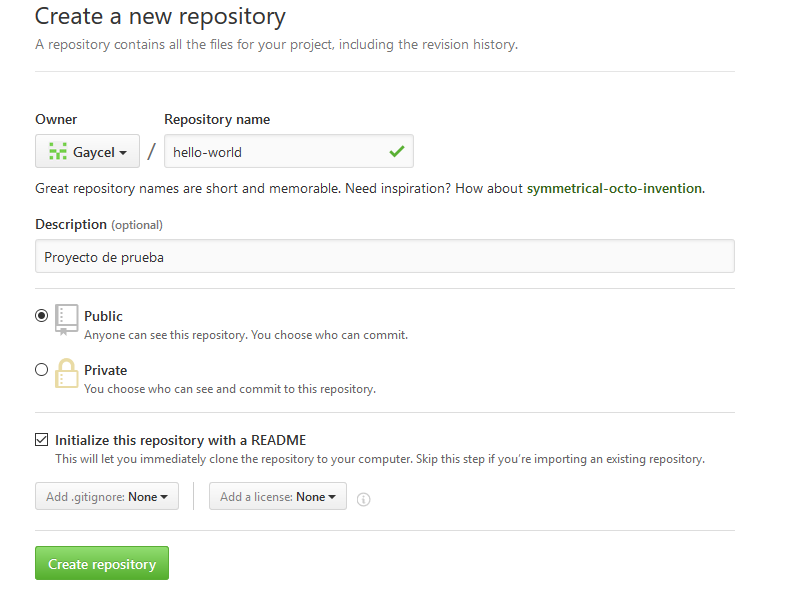 Create a new repository
A repository contains all the files for your project, including the revision history.
Owner Repository name
Gaycel / hello-world
Great repository names are short and memorable. Need inspiration? How about symmetrical-octo-invention.
Description (optional)
Proyecto de prueba
Public
Anyone can see this repository. You choose who can commit.
Private
You choose who can see and commit to this repository.
Initialize this repository with a README
This will let you immediately clone the repository to your computer. Skip this step if you’re importing an existing repository.
Add .gitignore: None Add a license: None
Create repository